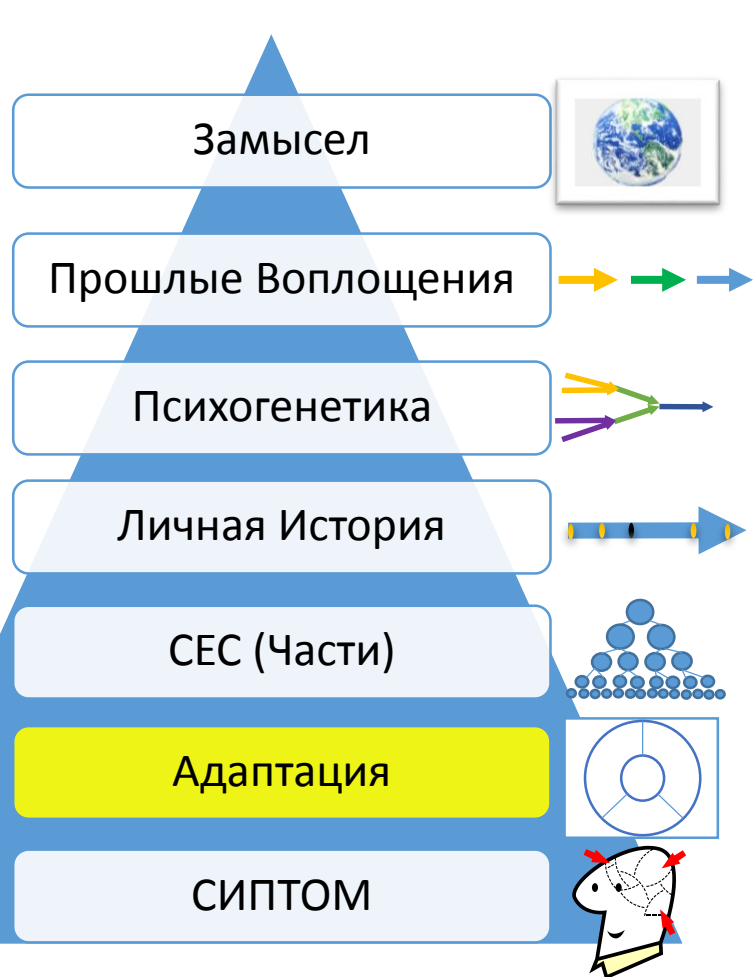 Замысел
Прошлые Воплощения
Психогенетика
Личная История
СЕС (Части)
Адаптация
СИПТОМ